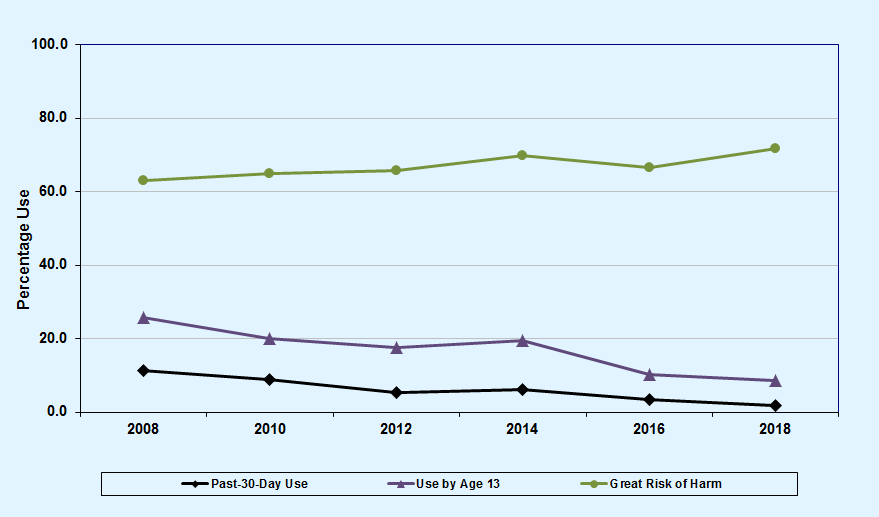 100.0
80.0
60.0
40.0
20.0
0.0
Percentage Use
2008 2010 2012 2014 2016 2018
Past-30-Day Use Use by Age 13 Great Risk of Harm